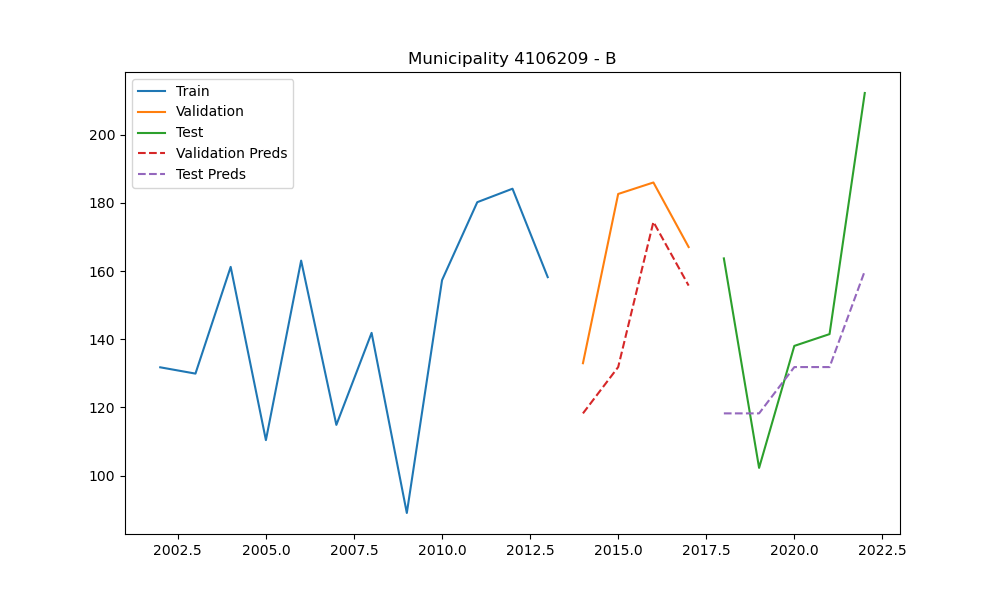 Municipality 4106209 - B
Train
Validation
Test
Validation Preds
Test Preds
200
180
160
140
120
100
2002.5 2005.0 2007.5 2010.0 2012.5 2015.0 2017.5 2020.0 2022.5